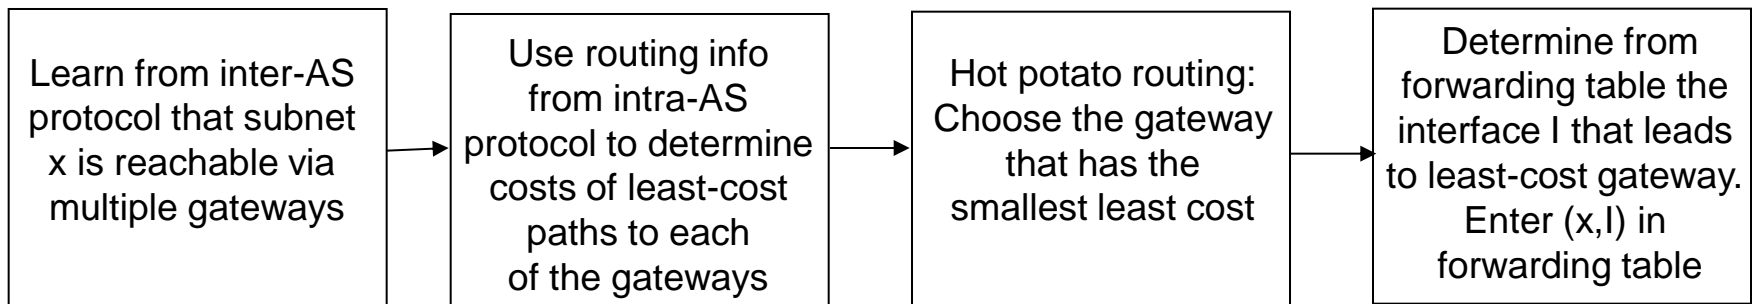 Learn from inter-AS
protocol that subnet
x is reachable via
multiple gateways
Use routing info
from intra-AS
protocol to determine
costs of least-cost
paths to each
of the gateways
Hot potato routing:
Choose the gateway
that has the
smallest least cost
Determine from
forwarding table the
interface I that leads
to least-cost gateway.
Enter (x,I) in
forwarding table